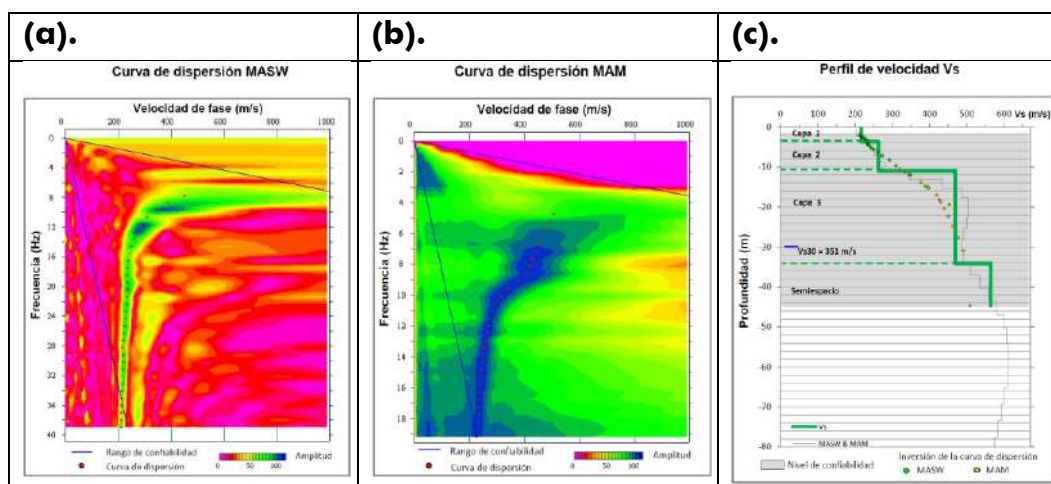 (a).
Curva de dispersión MASW
Velocidad de fase (m/s)
0 200 400 600 800 1000
Frecuencia (Hz)
0
4
8
12
16
20
24
28
32
36
40
Rango de confiabilidad
Curva de dispersión
Amplitud
0 50 100
(b).
Curva de dispersión MAM
Velocidad de fase (m/s)
0 200 400 600 800 1000
Frecuencia (Hz)
0
2
4
6
8
10
12
14
16
18
Rango de confiabilidad
Curva de dispersión
Amplitud
0 50 100
(c).
Perfil de velocidad Vs
0 100 200 300 400 500 600 Vs (m/s)
Profundidad (m)
0
-10
-20
-30
-40
-50
-60
-70
-80
Capa 1
Capa 2
Capa 3
Vs30 = 351 m/s
Semiespacio
Vs
MASW & MAM
Nivel de confiabilidad
Inversión de la curva de dispersión
MASW
MAM